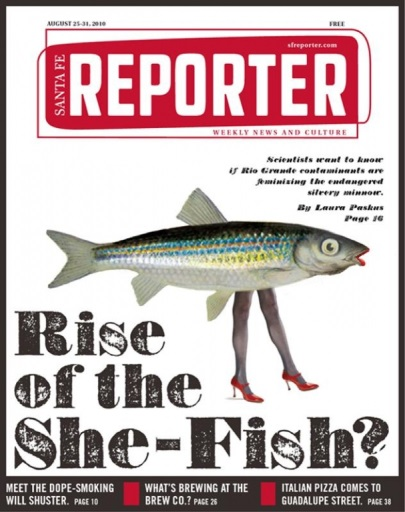 AUGUST 25-31, 2010
FREE
sfreporter.com
SANTA FE
REPORTER
WEEKLY NEWS AND CULTURE
Scientists want to know
if Rio Grande contaminants are
feminizing the endangered
silvery minnow.
By Laura Paskus
Page 16
Rise
of the
She-Fish?
MEET THE DOPE-SMOKING
WILL SHUSTER. PAGE 10
WHAT'S BREWING AT THE
BREW CO.? PAGE 26
ITALIAN PIZZA COMES TO
GUADALUPE STREET. PAGE 38